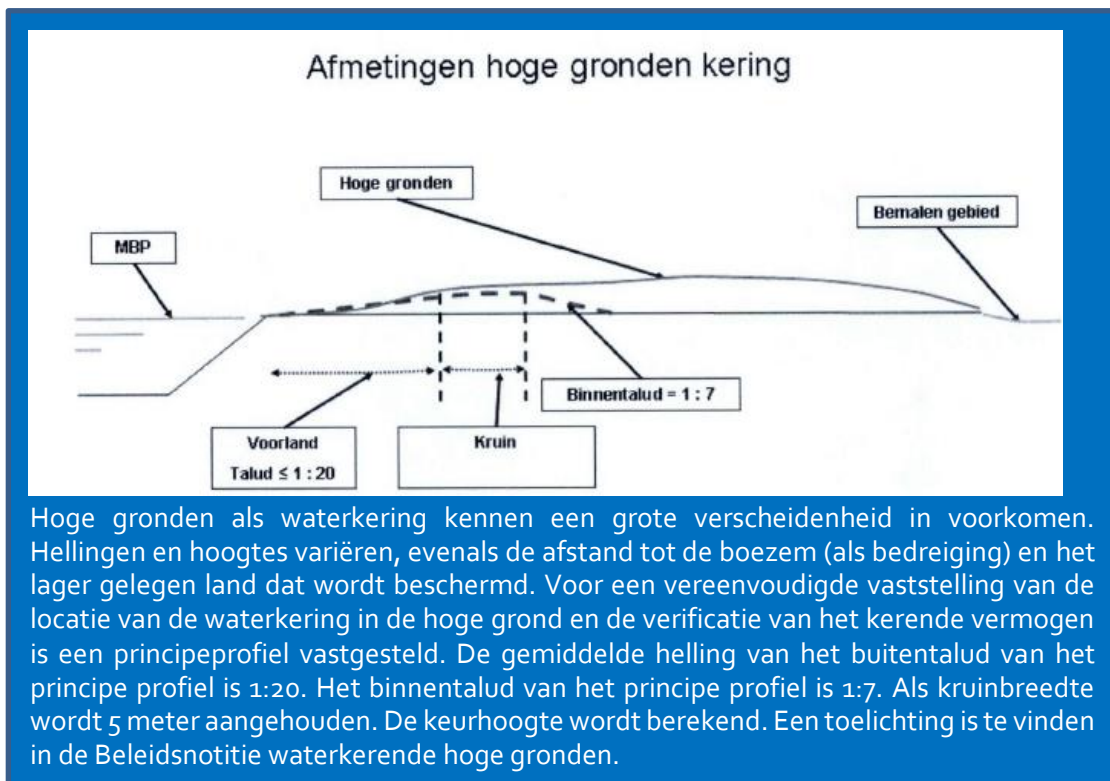 Afmetingen hoge gronden kering
Hoge gronden
Bemalen gebied
MBP
Binnentalud = 1 : 7
Voorland
Talud ≤ 1 : 20
Kruin
Hoge gronden als waterkering kennen een grote verscheidenheid in voorkomen.
Hellingen en hoogtes variëren, evenals de afstand tot de boezem (als bedreiging) en het
lager gelegen land dat wordt beschermd. Voor een vereenvoudigde vaststelling van de
locatie van de waterkering in de hoge grond en de verificatie van het kerende vermogen
is een principeprofiel vastgesteld. De gemiddelde helling van het buitentalud van het
principe profiel is 1:20. Het binnentalud van het principe profiel is 1:7. Als kruinbreedte
wordt 5 meter aangehouden. De keurhoogte wordt berekend. Een toelichting is te vinden
in de Beleidsnotitie waterkerende hoge gronden.